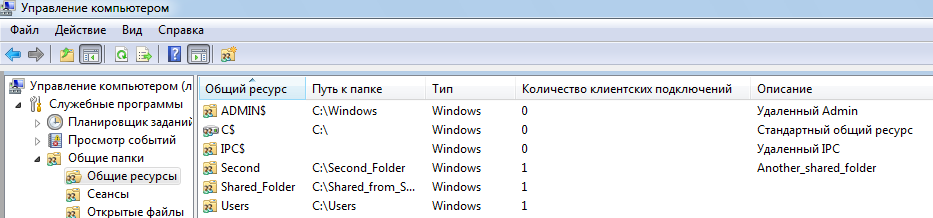 Управление компьютером
Файл Действие Вид Справка
Управление компьютером (л
Служебные программы
Планировщик заданий
Просмотр событий
Общие папки
Общие ресурсы
Сеансы
Открытые файлы
Общий ресурс Путь к папке Тип Количество клиентских подключений Описание
ADMIN$ C:\Windows Windows 0 Удаленный Admin
C$ C:\ Windows 0 Стандартный общий ресурс
IPC$ Windows 0 Удаленный IPC
Second C:\Second_Folder Windows 1 Another_shared_folder
Shared_Folder C:\Shared_from_S... Windows 1
Users C:\Users Windows 1